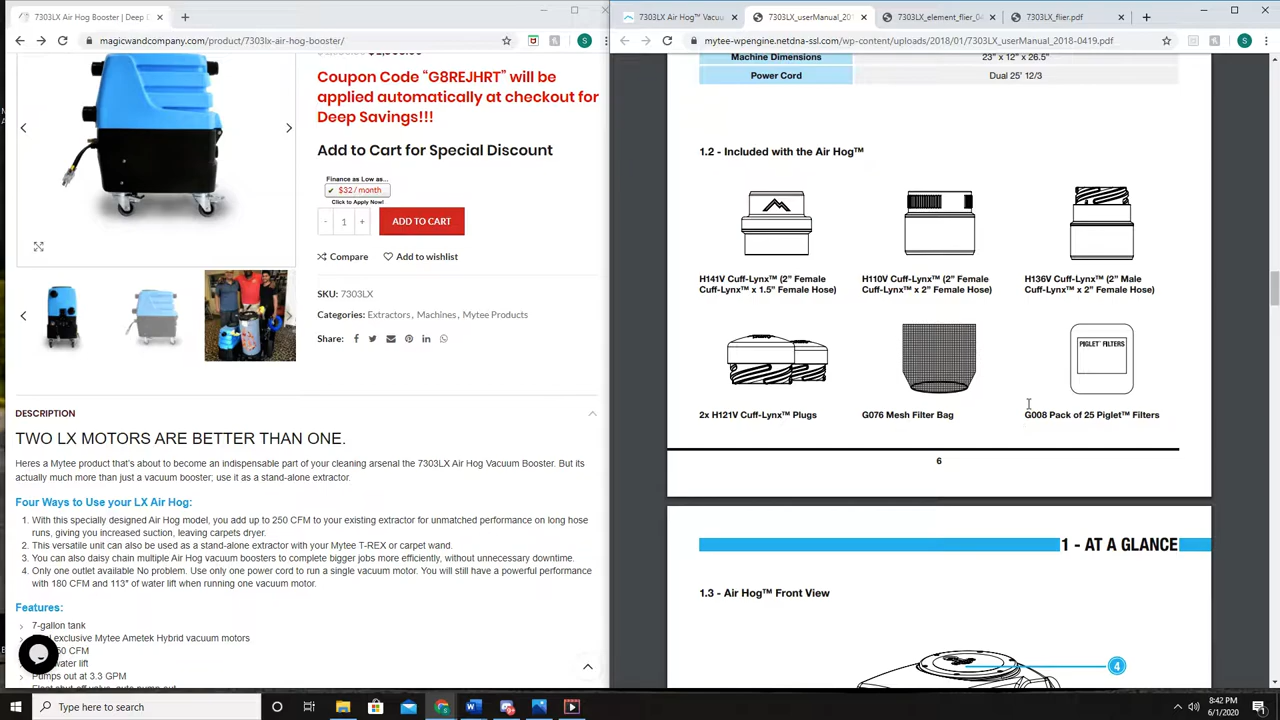 7303LX Air Hog Booster | Deep D
magicwandcompany.com/product/7303lx-air-hog-booster/
Coupon Code “G8REJHRT” will be
applied automatically at checkout for
Deep Savings!!!
Add to Cart for Special Discount
Finance as Low as...
$32 / month
Click to Apply Now!
- 1 +
ADD TO CART
Compare
Add to wishlist
SKU: 7303LX
Categories: Extractors, Machines, Mytee Products
Share:
DESCRIPTION
TWO LX MOTORS ARE BETTER THAN ONE.
Heres a Mytee product that's about to become an indispensable part of your cleaning arsenal the 7303LX Air Hog Vacuum Booster. But its
actually much more than just a vacuum booster; use it as a stand-alone extractor.
Four Ways to Use your LX Air Hog:
1. With this specially designed Air Hog model, you add up to 250 CFM to your existing extractor for unmatched performance on long hose
runs, giving you increased suction, leaving carpets dryer.
2. This versatile unit can also be used as a stand-alone extractor with your Mytee T-REX or carpet wand.
3. You can also daisy chain multiple Air Hog vacuum boosters to complete bigger jobs more efficiently, without unnecessary downtime.
4. Only one outlet available No problem. Use only one power cord to run a single vacuum motor. You will still have a powerful performance
with 180 CFM and 113" of water lift when running one vacuum motor.
Features:
7-gallon tank
exclusive Mytee Ametek Hybrid vacuum motors
50 CFM
water lift
Pumps out at 3.3 GPM
7303LX Air Hog™ Vacuu
7303LX_userManual_201
7303LX_element_flier_04
7303LX_flier.pdf
mytee-wpengine.netdna-ssl.com/wp-content/uploads/2018/01/7303LX_userManual_2018-0419.pdf
Machine Dimensions 23" x 12" x 26.5"
Power Cord Dual 25' 12/3
1.2 - Included with the Air Hog™
H141V Cuff-Lynx™ (2” Female
Cuff-Lynx™ x 1.5” Female Hose)
H110V Cuff-Lynx™ (2” Female
Cuff-Lynx™ x 2” Female Hose)
H136V Cuff-Lynx™ (2” Male
Cuff-Lynx™ x 2” Female Hose)
PIGLET™ FILTERS
2x H121V Cuff-Lynx™ Plugs
G076 Mesh Filter Bag
G008 Pack of 25 Piglet™ Filters
6
1 - AT A GLANCE
1.3 - Air Hog™ Front View
4
Type here to search
8:42 PM
6/1/2020